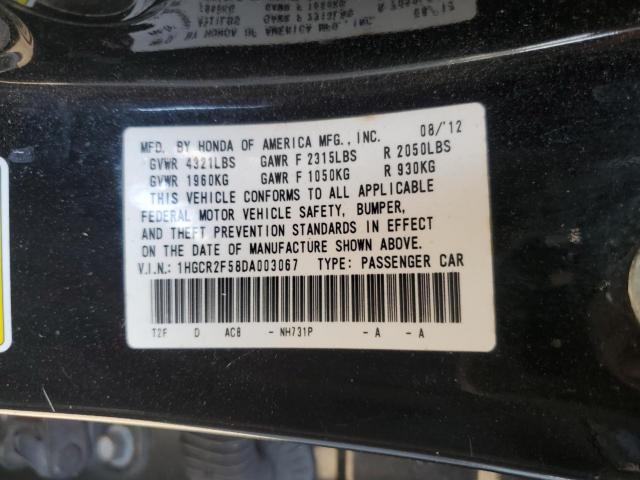 MFD. BY HONDA OF AMERICA MFG., INC. 08/'12
GVWR 4321LBS GAWR F 2315LBS R 2050LBS
GVWR 1960KG GAWR F 1050KG R 930KG
THIS VEHICLE CONFORMS TO ALL APPLICABLE
FEDERAL MOTOR VEHICLE SAFETY, BUMPER,
AND THEFT PREVENTION STANDARDS IN EFFECT
ON THE DATE OF MANUFACTURE SHOWN ABOVE.
V.I.N.: 1HGCR2F58DA003067 TYPE: PASSENGER CAR
T2F D AC8 - NH731P - A - A